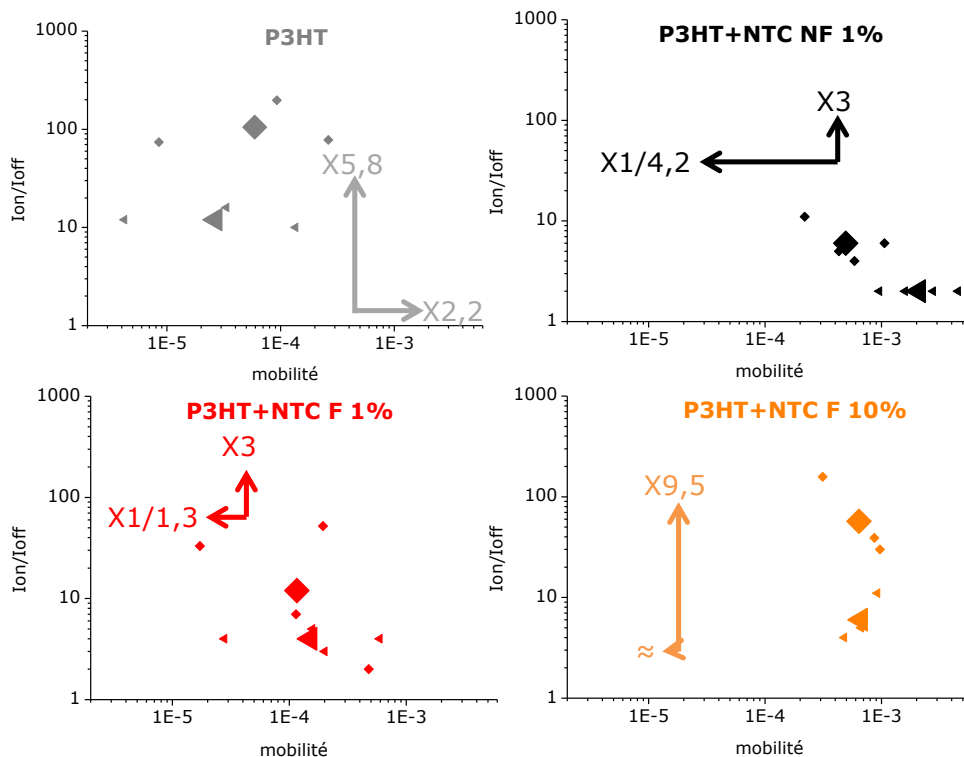 P3HT
1000
100
10
1
Ion/Ioff
X5,8
X2,2
1E-5 1E-4 1E-3
mobilité
P3HT+NTC NF 1%
1000
100
10
1
Ion/Ioff
X3
X1/4,2
1E-5 1E-4 1E-3
mobilité
P3HT+NTC F 1%
1000
100
10
1
Ion/Ioff
X3
X1/1,3
1E-5 1E-4 1E-3
mobilité
P3HT+NTC F 10%
1000
100
10
1
Ion/Ioff
X9,5
≈
1E-5 1E-4 1E-3
mobilité